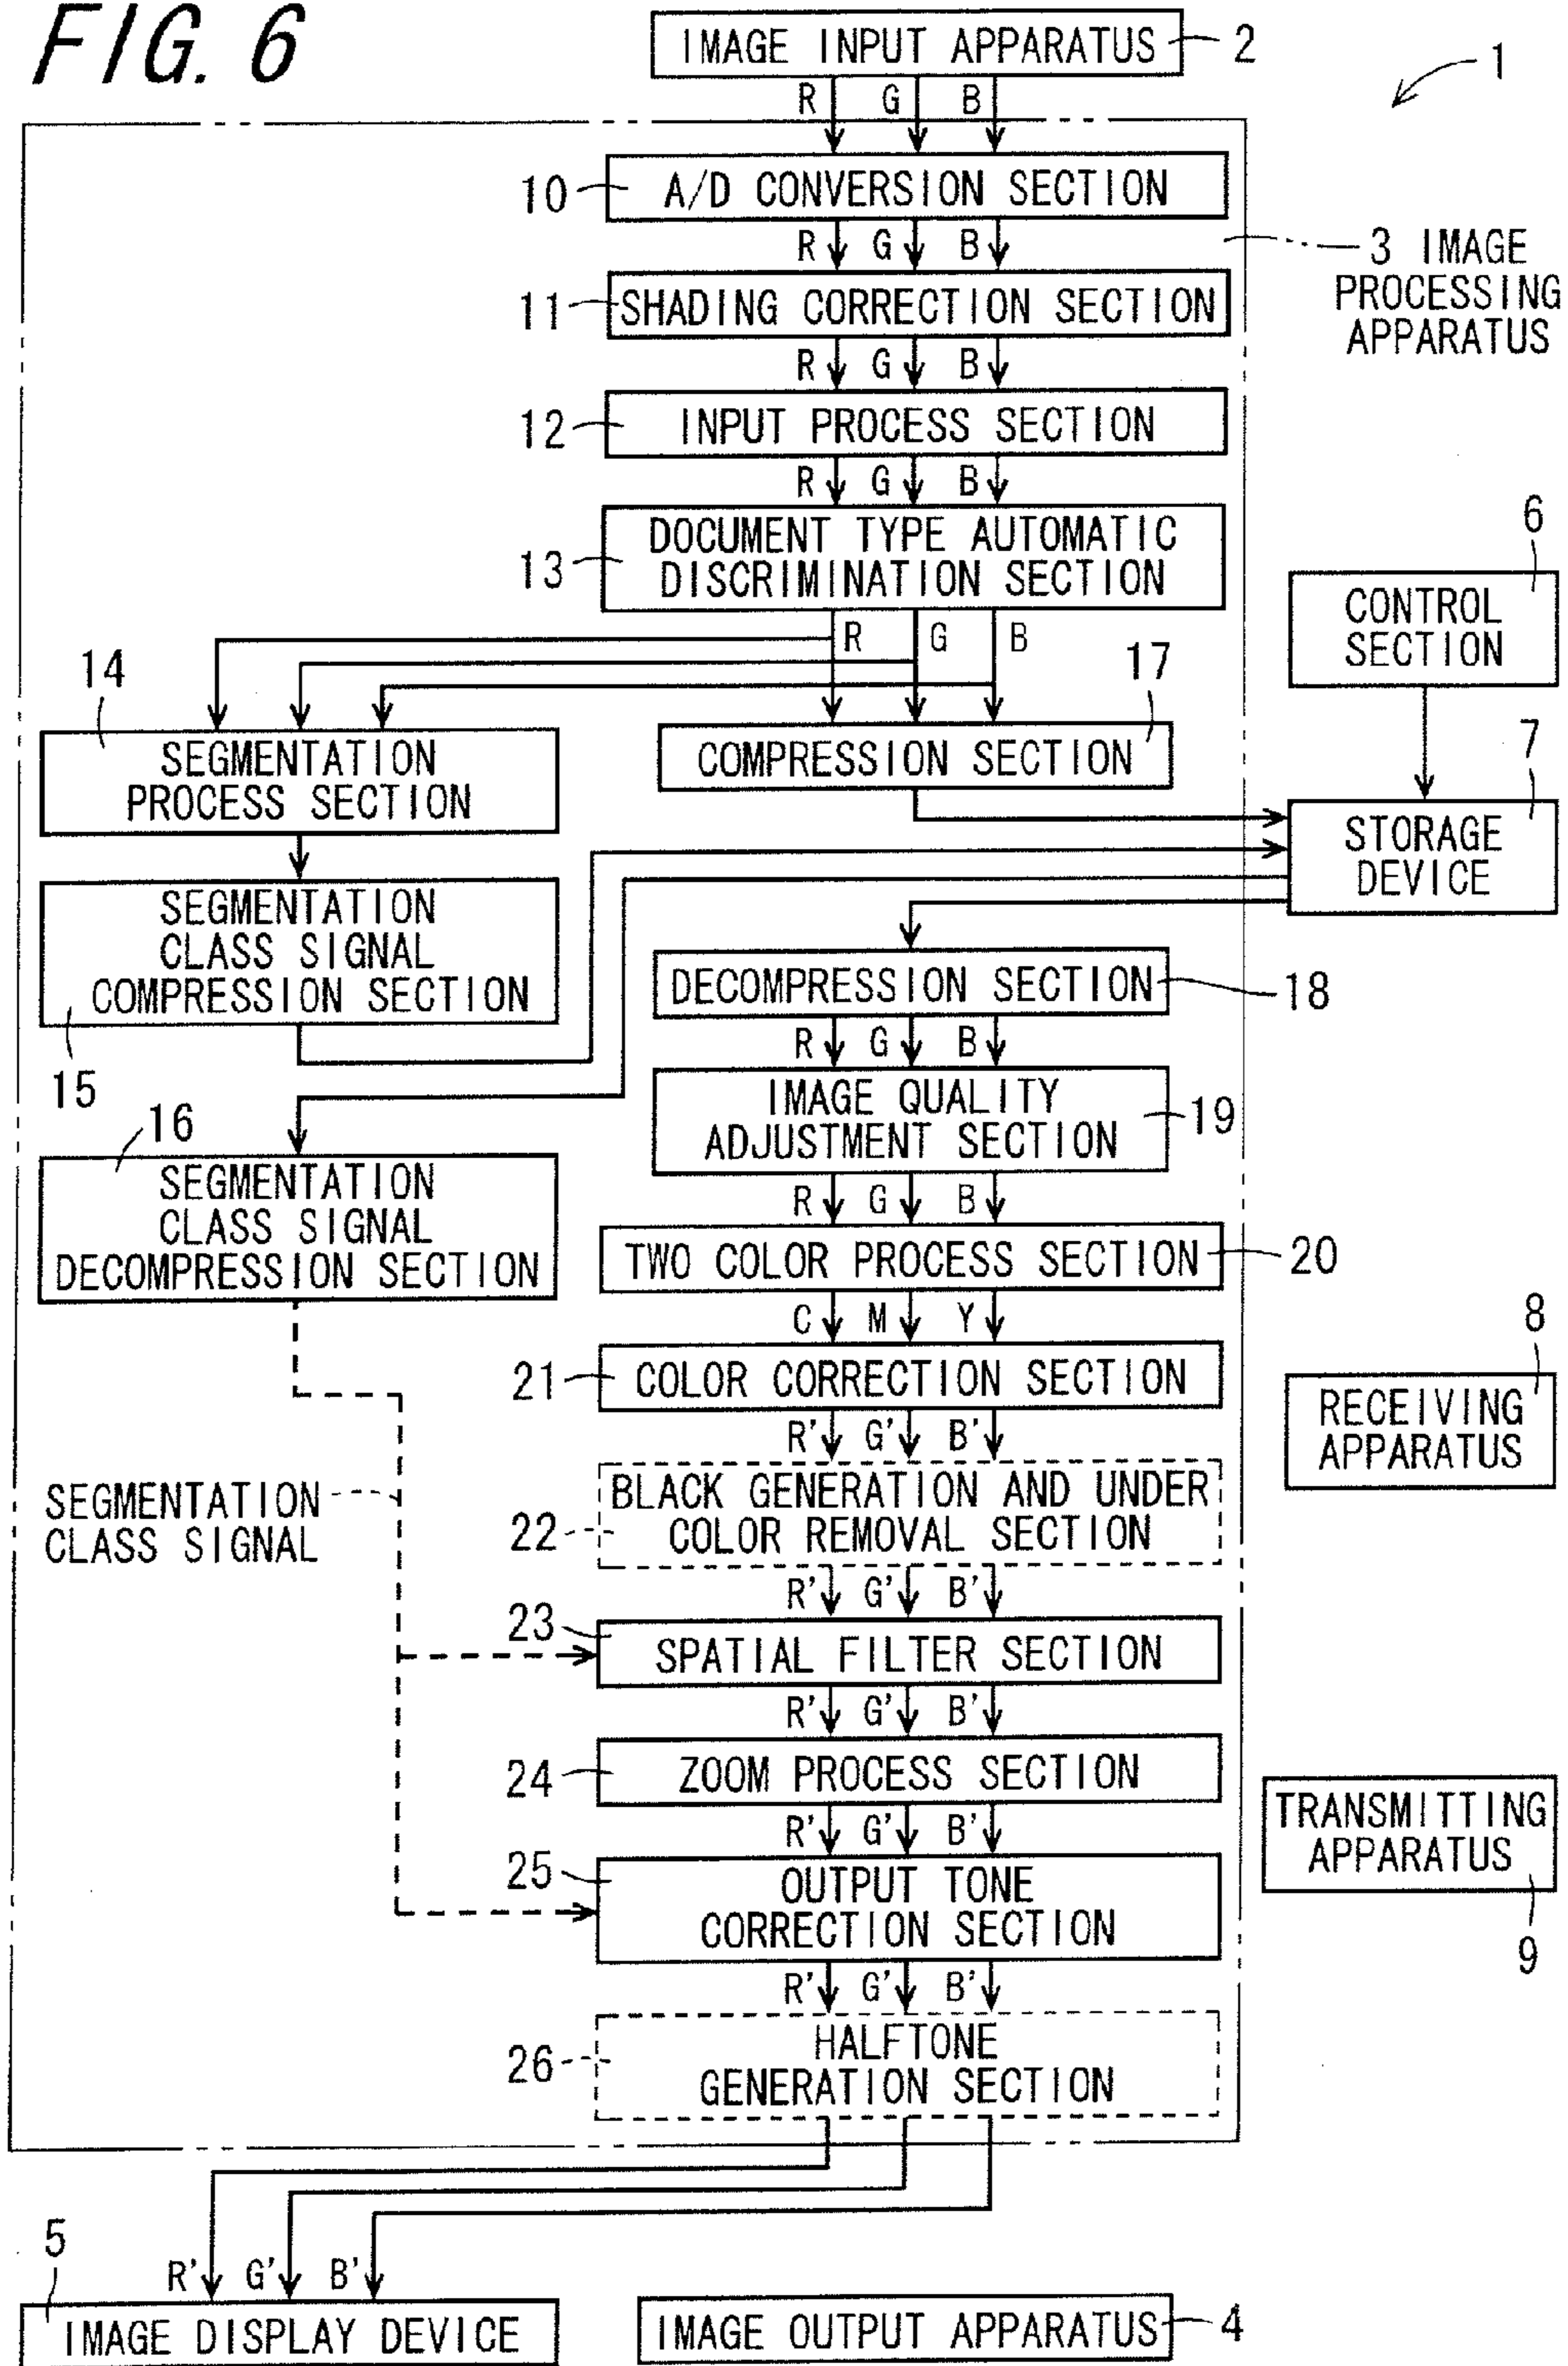 FIG. 6
IMAGE INPUT APPARATUS 2
1
R G B
10 A/D CONVERSION SECTION
R G B
3 IMAGE
PROCESSING
APPARATUS
11 SHADING CORRECTION SECTION
R G B
12 INPUT PROCESS SECTION
R G B
13 DOCUMENT TYPE AUTOMATIC
DISCRIMINATION SECTION
6
CONTROL
SECTION
R G B
14
SEGMENTATION
PROCESS SECTION
17
COMPRESSION SECTION
7
STORAGE
DEVICE
SEGMENTATION
CLASS SIGNAL
COMPRESSION SECTION
15
DECOMPRESSION SECTION 18
R G B
IMAGE QUALITY
ADJUSTMENT SECTION 19
16
SEGMENTATION
CLASS SIGNAL
DECOMPRESSION SECTION
R G B
TWO COLOR PROCESS SECTION 20
C M Y
21 COLOR CORRECTION SECTION
8
RECEIVING
APPARATUS
R' G' B'
SEGMENTATION
CLASS SIGNAL
22 BLACK GENERATION AND UNDER
COLOR REMOVAL SECTION
R' G' B'
23
SPATIAL FILTER SECTION
R' G' B'
24 ZOOM PROCESS SECTION
TRANSMITTING
APPARATUS
9
R' G' B'
25
OUTPUT TONE
CORRECTION SECTION
R' G' B'
26 HALFTONE
GENERATION SECTION
5
R' G' B'
IMAGE DISPLAY DEVICE
IMAGE OUTPUT APPARATUS 4